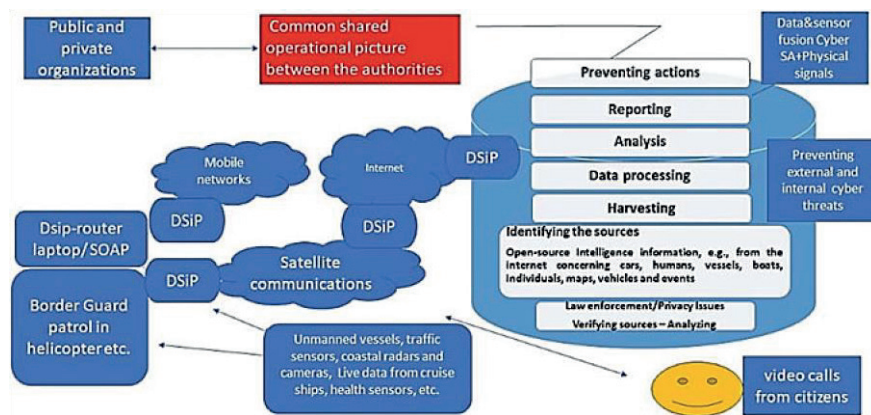 Public and
private
organizations
Common shared
operational picture
between the authorities
Data&sensor
fusion Cyber
SA+Physical
signals
Preventing actions
Reporting
Analysis
Data processing
Harvesting
Identifying the sources
Open-source Intelligence information, e.g., from
the internet concerning cars, humans, vessels, boats,
individuals, maps, vehicles and events
Law enforcement/Privacy Issues
Verifying sources – Analyzing
Preventing
external and
internal cyber
threats
Mobile
networks
Internet
DSiP
DSiP
DSiP
DSiP
Dsip-router
laptop/SOAP
Satellite
communications
Border Guard
patrol in
helicopter etc.
Unmanned vessels, traffic
sensors, coastal radars and
cameras, Live data from cruise
ships, health sensors, etc.
video calls
from citizens